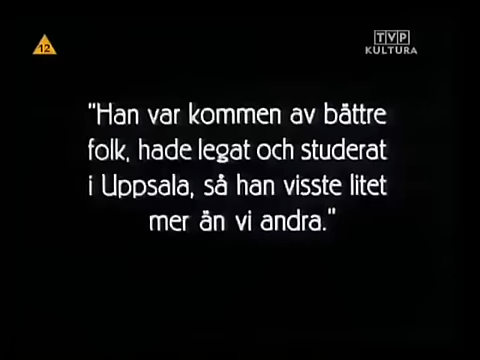 12
TVP
KULTURA
"Han var kommen av bättre
folk, hade legat och studerat
i Uppsala, så han visste litet
mer än vi andra."